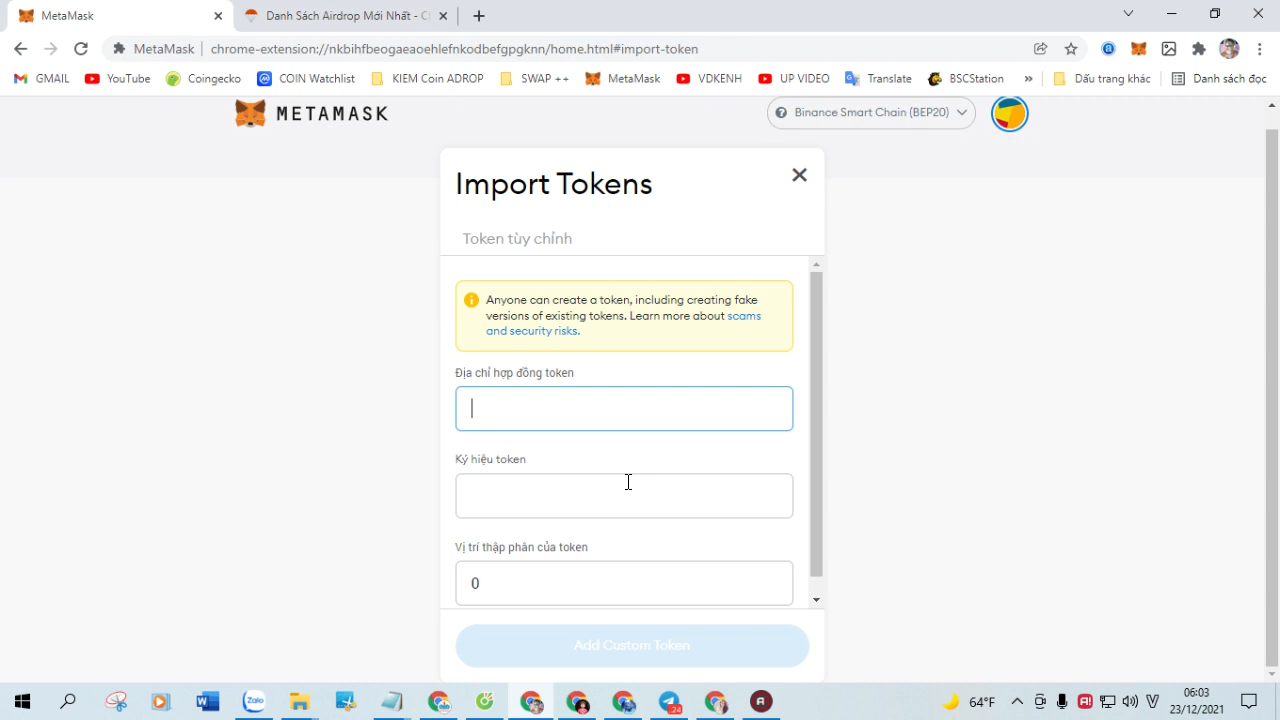 MetaMask
Danh Sách Airdrop Mới Nhất - C
MetaMask
chrome-extension://nkbihfbeogaeaoehlefnkodbefgpgknn/home.html#import-token
GMAIL
YouTube
Coingecko
COIN Watchlist
KIEM Coin ADROP
SWAP ++
MetaMask
VDKENH
UP VIDEO
Translate
BSCStation
»
Dấu trang khác
Danh sách đọc
METAMASK
Binance Smart Chain (BEP20)
Import Tokens
Token tùy chỉnh
Anyone can create a token, including creating fake
versions of existing tokens. Learn more about scams
and security risks.
Địa chỉ hợp đồng token
Ký hiệu token
Vị trí thập phân của token
0
Add Custom Token
Zalo
24
64°F
06:03
23/12/2021